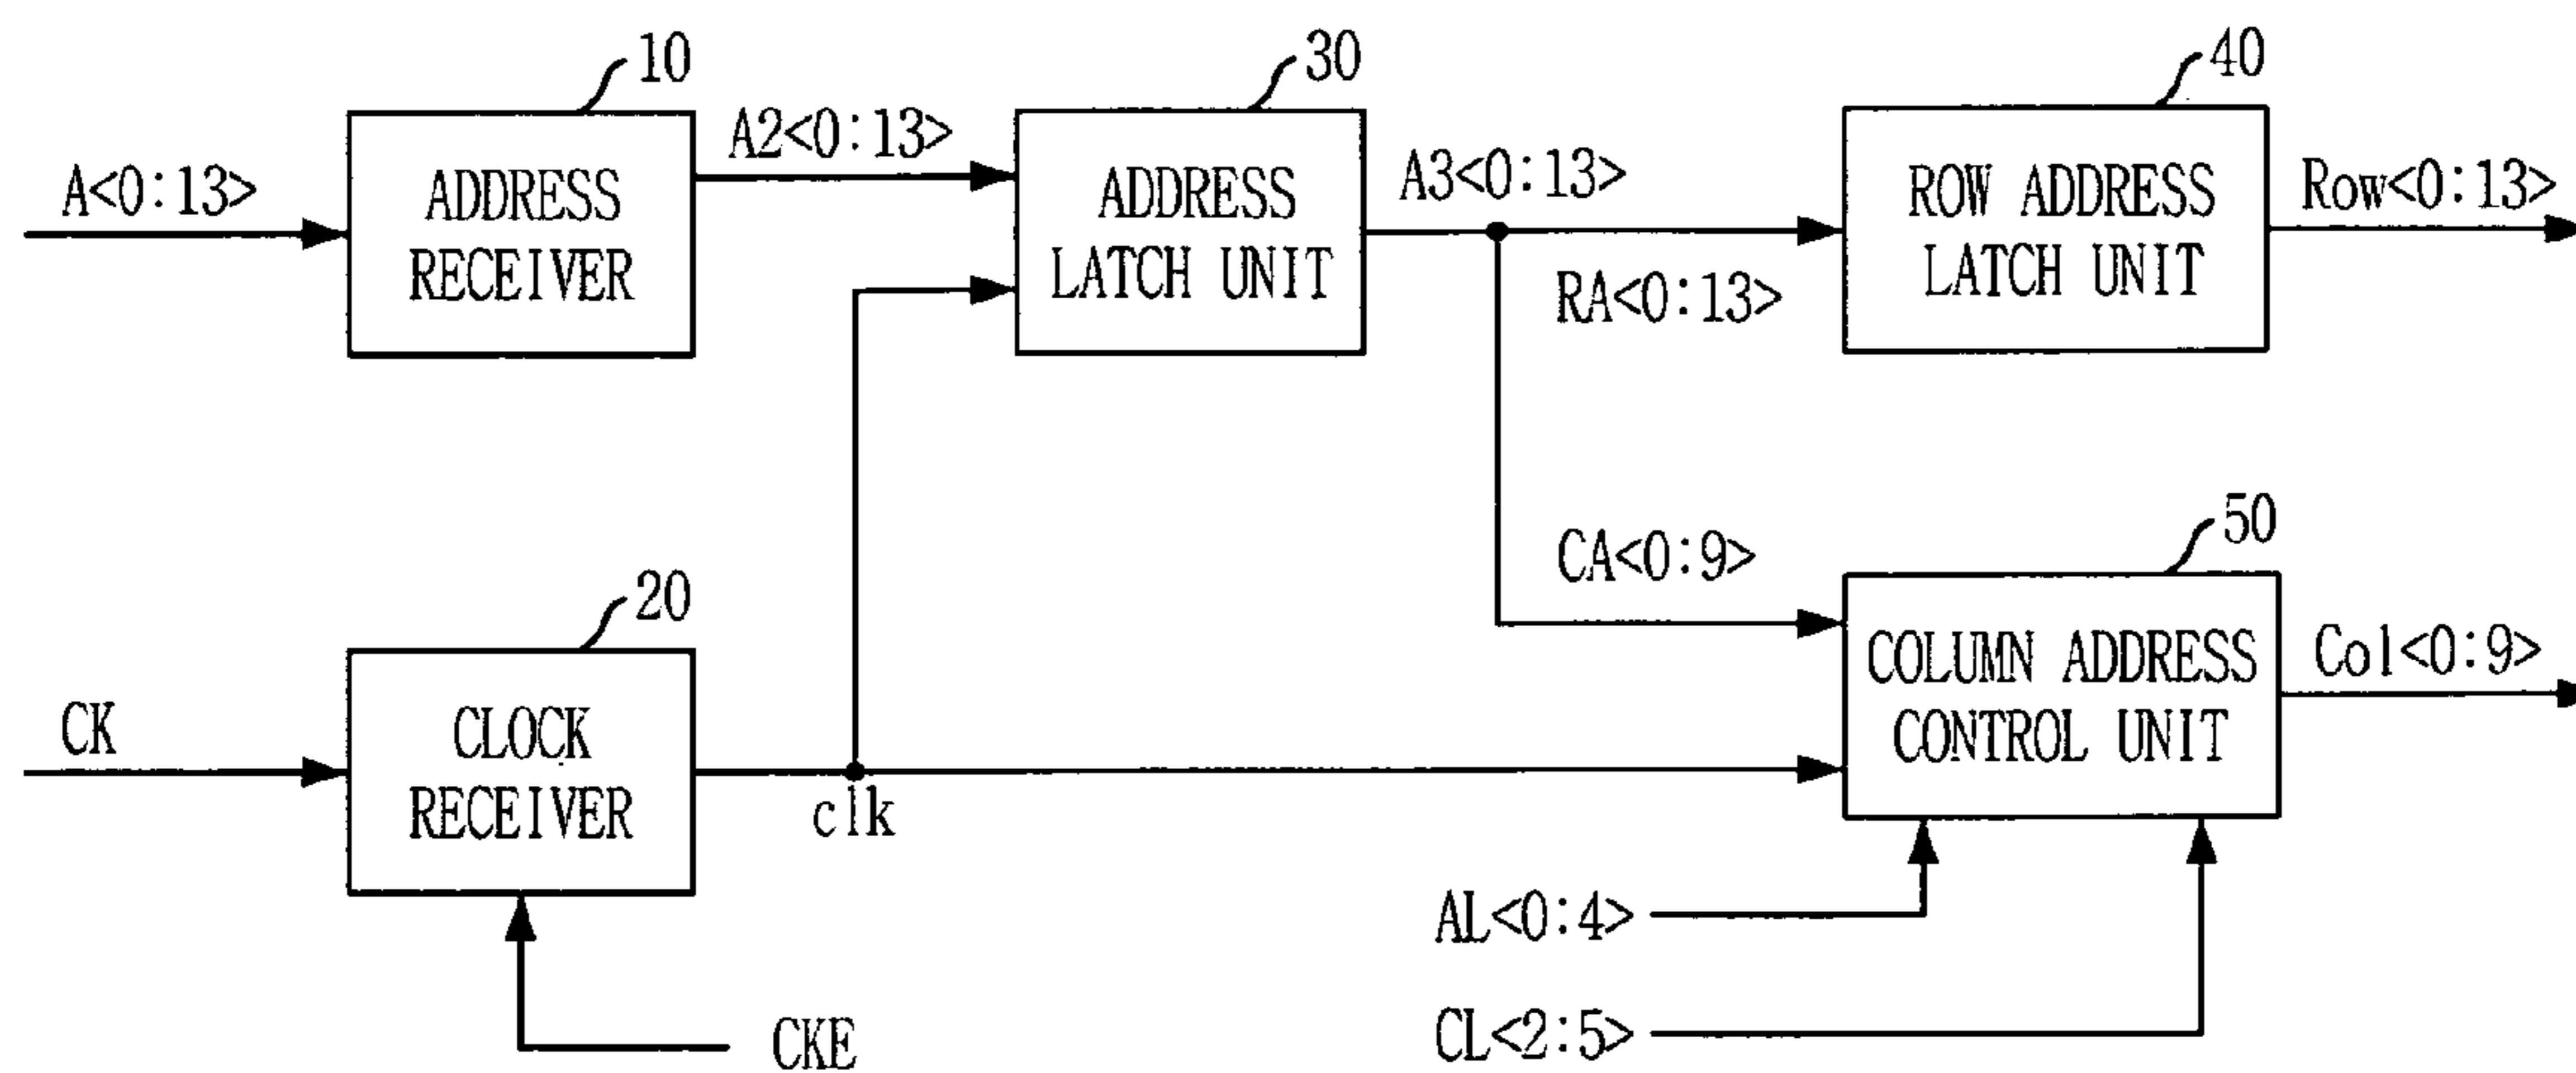 10
30
40
A<0:13>
ADDRESS
RECEIVER
A2<0:13>
ADDRESS
LATCH UNIT
A3<0:13>
RA<0:13>
ROW ADDRESS
LATCH UNIT
Row<0:13>
20
50
CK
CLOCK
RECEIVER
clk
CA<0:9>
COLUMN ADDRESS
CONTROL UNIT
Col<0:9>
AL<0:4>
CL<2:5>
CKE